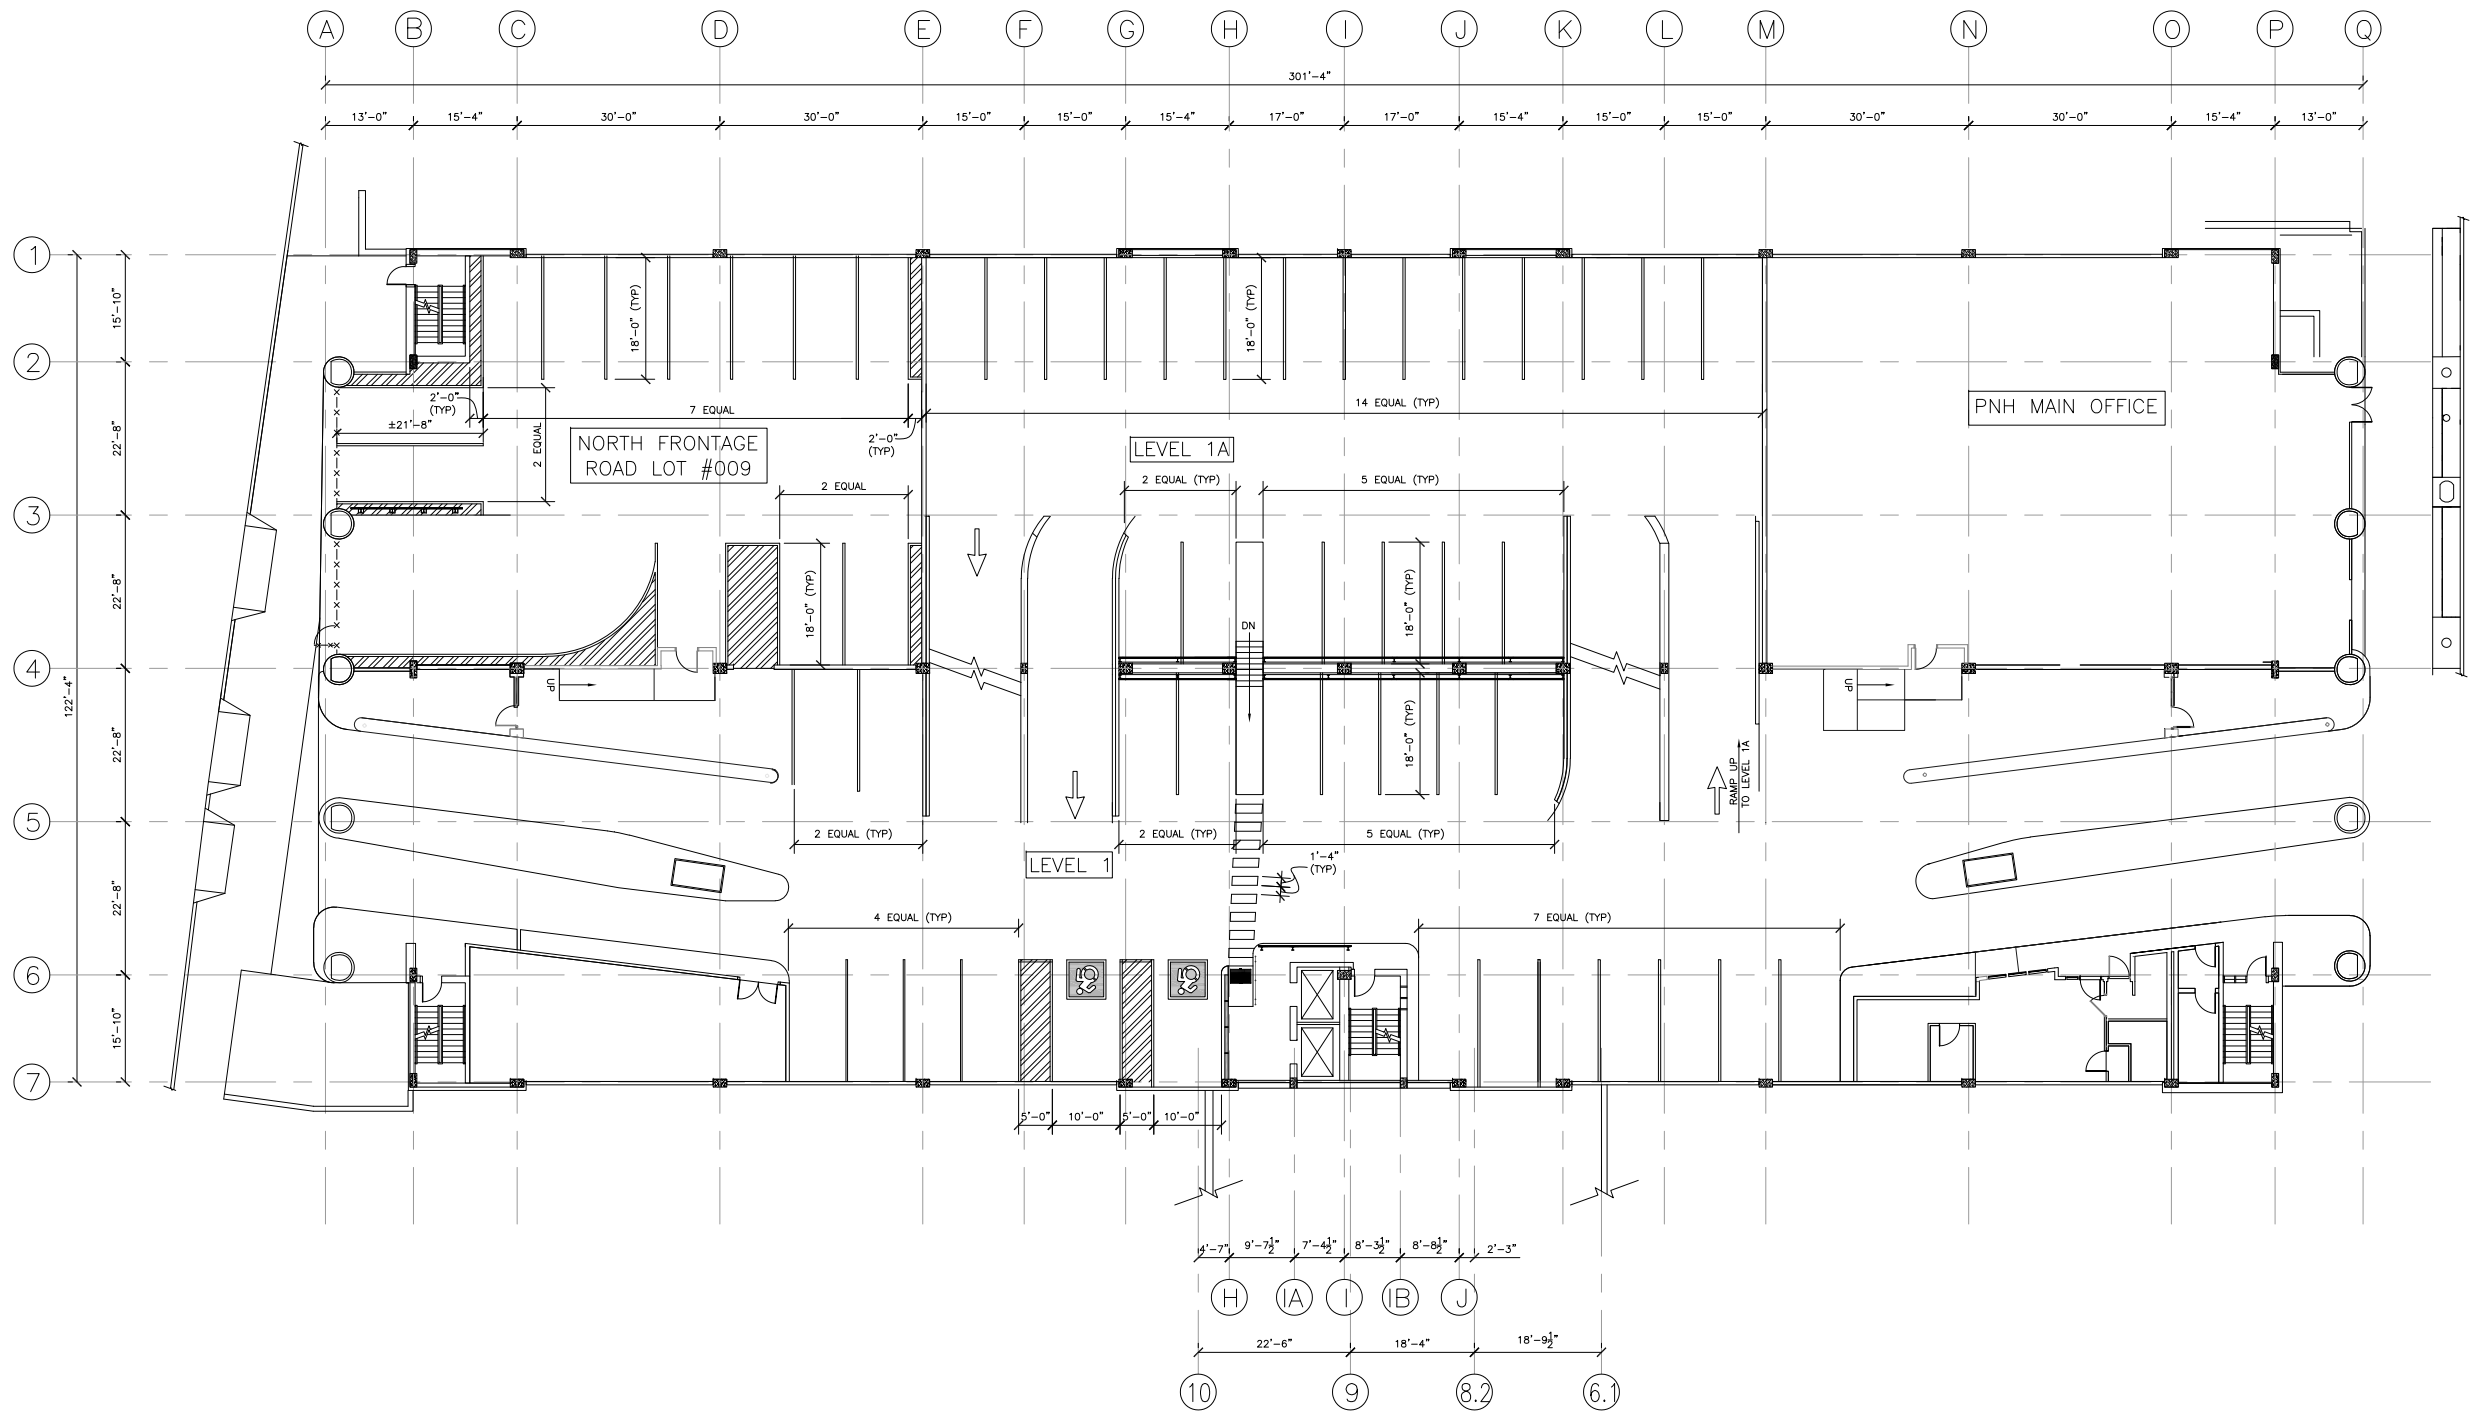 A B C D E F G H I J K L M N O P Q
301'-4"
13'-0" 15'-4" 30'-0" 30'-0" 15'-0" 15'-0" 15'-4" 17'-0" 17'-0" 15'-4" 15'-0" 15'-0" 30'-0" 30'-0" 15'-4" 13'-0"
1
15'-10"
18'-0" (TYP)
18'-0" (TYP)
2
2'-0"
(TYP)
7 EQUAL
14 EQUAL (TYP)
PNH MAIN OFFICE
±21'-8"
22'-8"
2 EQUAL
NORTH FRONTAGE
ROAD LOT #009
2'-0"
(TYP)
LEVEL 1A
2 EQUAL
2 EQUAL (TYP)
5 EQUAL (TYP)
3
22'-8"
18'-0" (TYP)
18'-0" (TYP)
DN
4
122'-4"
UP
UP
22'-8"
18'-0" (TYP)
RAMP UP
TO LEVEL 1A
5
2 EQUAL (TYP)
2 EQUAL (TYP)
5 EQUAL (TYP)
LEVEL 1
1'-4"
(TYP)
22'-8"
4 EQUAL (TYP)
7 EQUAL (TYP)
6
15'-10"
7
5'-0" 10'-0" 5'-0" 10'-0"
4'-7" 9'-7½" 7'-4½" 8'-3½" 8'-8½" 2'-3"
H IA I IB J
22'-6" 18'-4" 18'-9½"
10 9 8.2 6.1